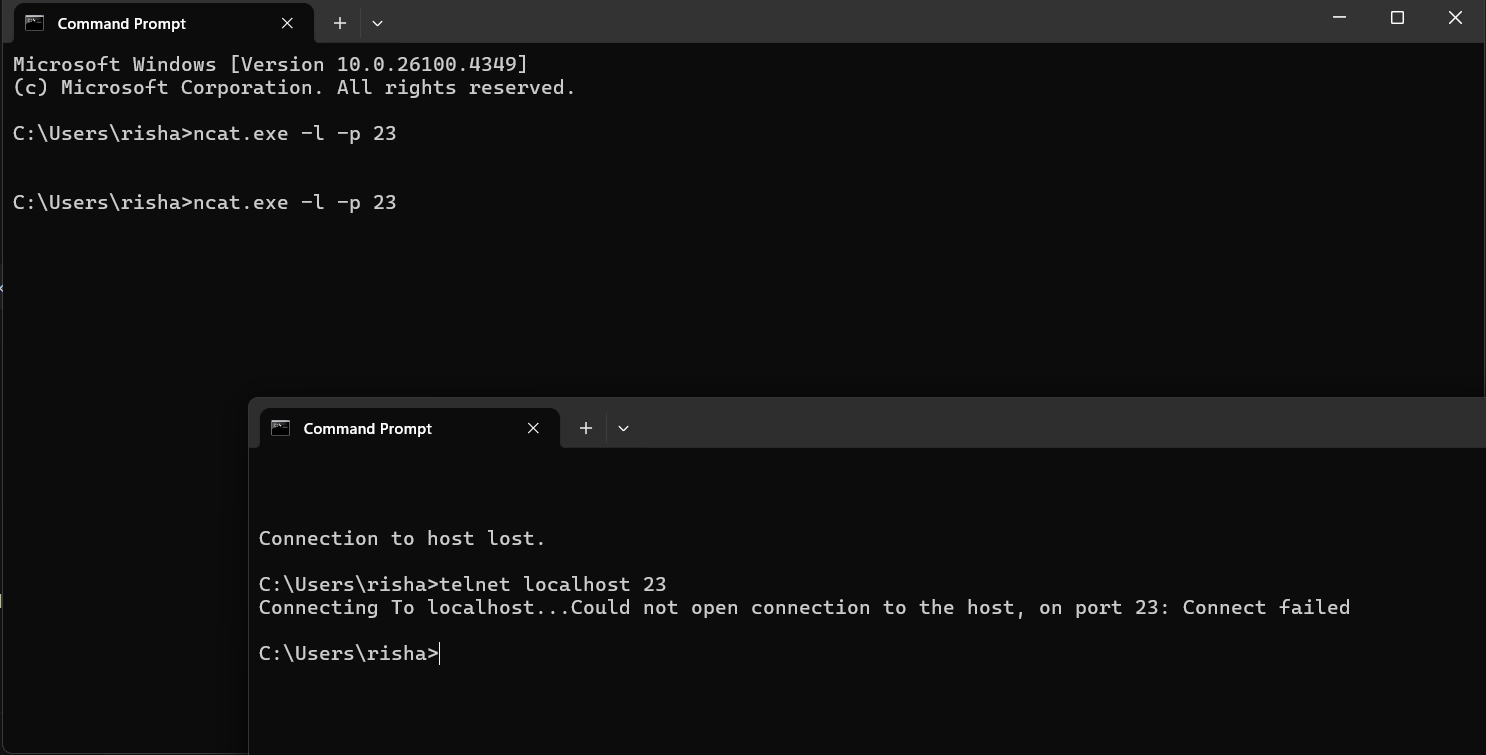 Command Prompt
Microsoft Windows [Version 10.0.26100.4349]
(c) Microsoft Corporation. All rights reserved.
C:\Users\risha>ncat.exe -l -p 23
C:\Users\risha>ncat.exe -l -p 23
Command Prompt
Connection to host lost.
C:\Users\risha>telnet localhost 23
Connecting To localhost...Could not open connection to the host, on port 23: Connect failed
C:\Users\risha>